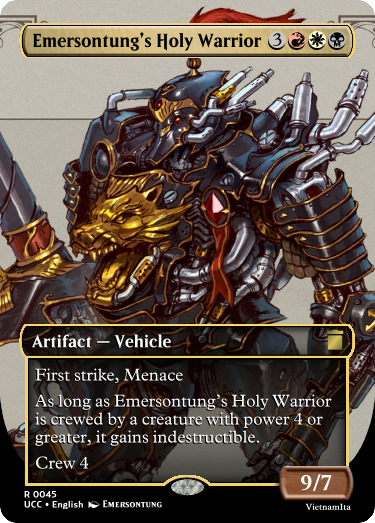 Emersontung's Holy Warrior 3
Artifact — Vehicle
First strike, Menace
As long as Emersontung's Holy Warrior
is crewed by a creature with power 4 or
greater, it gains indestructible.
Crew 4
9/7
R 0045
UCC • English EMERSONTUNG
VietnamIta